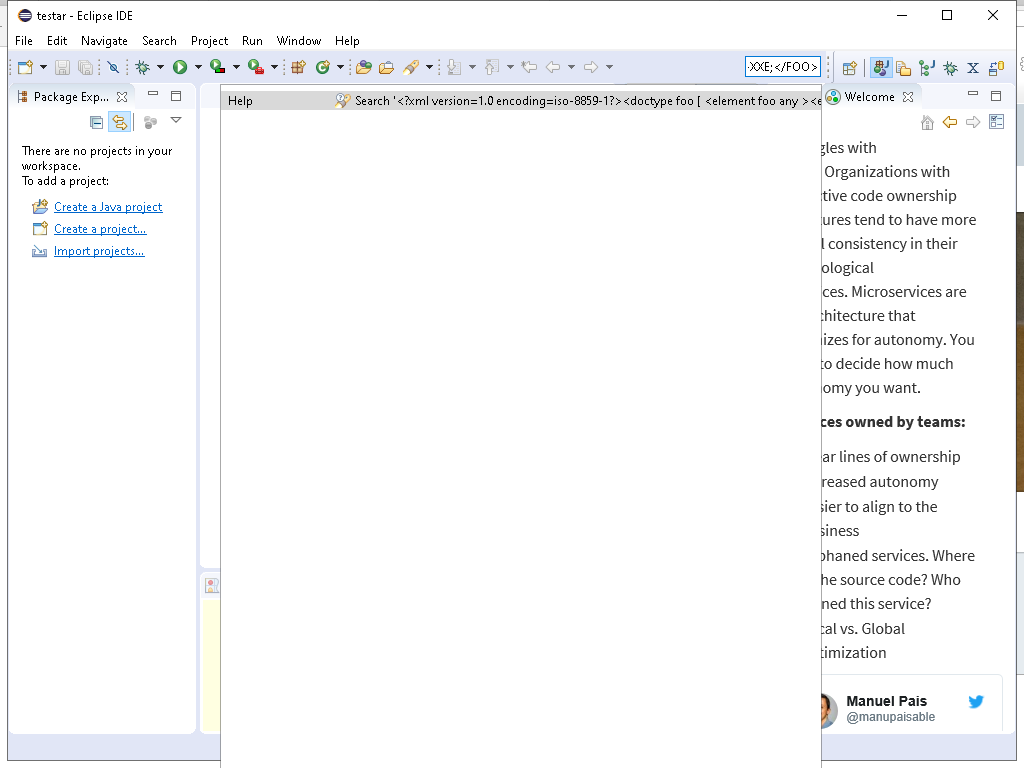 testar - Eclipse IDE
File Edit Navigate Search Project Run Window Help
XXE;</FOO>
Package Exp...
Help
Search '<?xml version=1.0 encoding=iso-8859-1?><doctype foo [ <element foo any ><e
Welcome
There are no projects in your
workspace.
To add a project:
Create a Java project
Create a project...
Import projects...
gles with
Organizations with
tive code ownership
ures tend to have more
l consistency in their
ological
ces. Microservices are
chitecture that
izes for autonomy. You
to decide how much
omy you want.
ces owned by teams:
ar lines of ownership
reased autonomy
sier to align to the
siness
phaned services. Where
he source code? Who
ned this service?
cal vs. Global
timization
Manuel Pais
@manupaisable